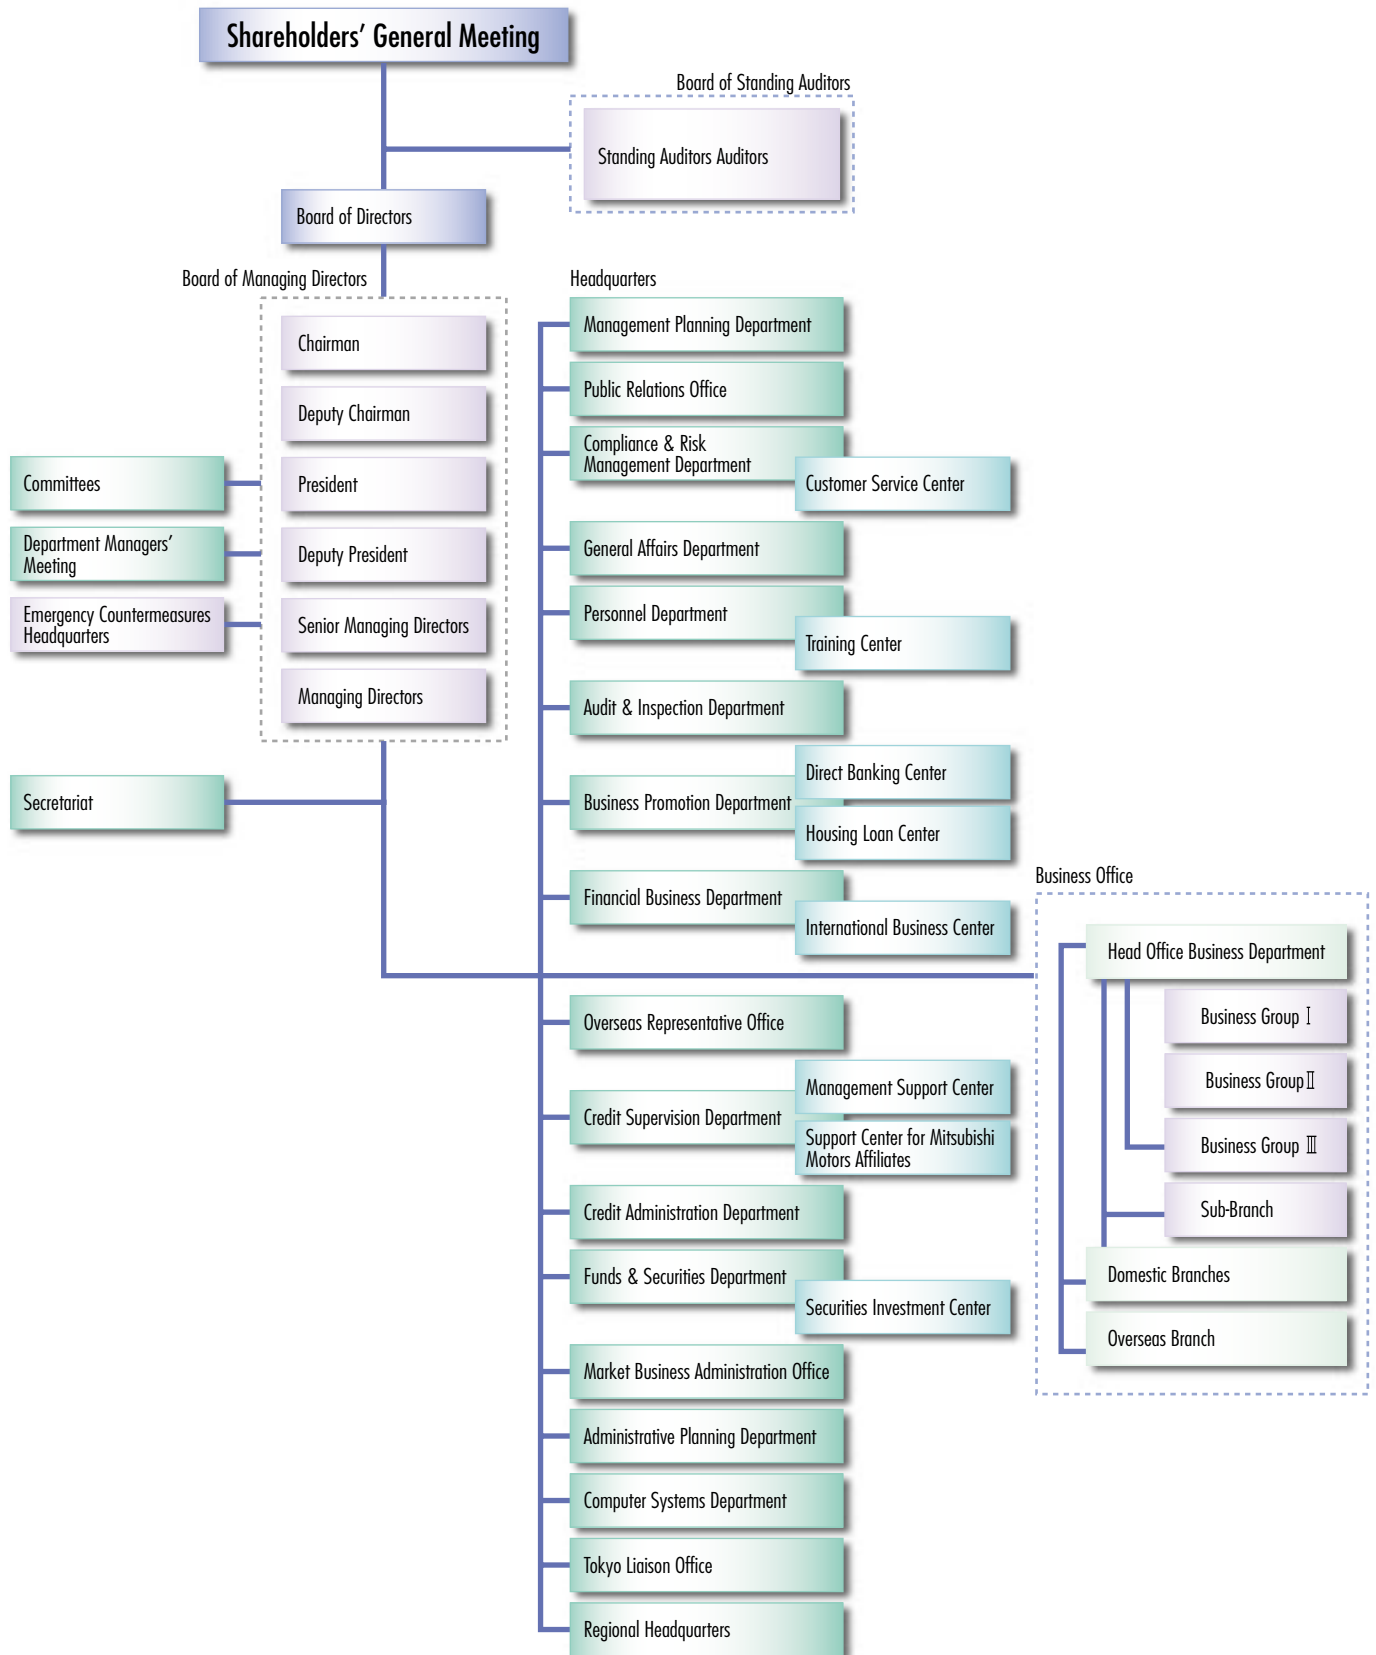 Shareholders' General Meeting
Board of Standing Auditors
Standing Auditors Auditors
Board of Directors
Board of Managing Directors
Chairman
Deputy Chairman
President
Deputy President
Senior Managing Directors
Managing Directors
Committees
Department Managers'
Meeting
Emergency Countermeasures
Headquarters
Secretariat
Headquarters
Management Planning Department
Public Relations Office
Compliance & Risk
Management Department
Customer Service Center
General Affairs Department
Personnel Department
Training Center
Audit & Inspection Department
Business Promotion Department
Direct Banking Center
Housing Loan Center
Financial Business Department
International Business Center
Overseas Representative Office
Credit Supervision Department
Management Support Center
Support Center for Mitsubishi
Motors Affiliates
Credit Administration Department
Funds & Securities Department
Securities Investment Center
Market Business Administration Office
Administrative Planning Department
Computer Systems Department
Tokyo Liaison Office
Regional Headquarters
Business Office
Head Office Business Department
Business Group Ⅰ
Business Group Ⅱ
Business Group Ⅲ
Sub-Branch
Domestic Branches
Overseas Branch